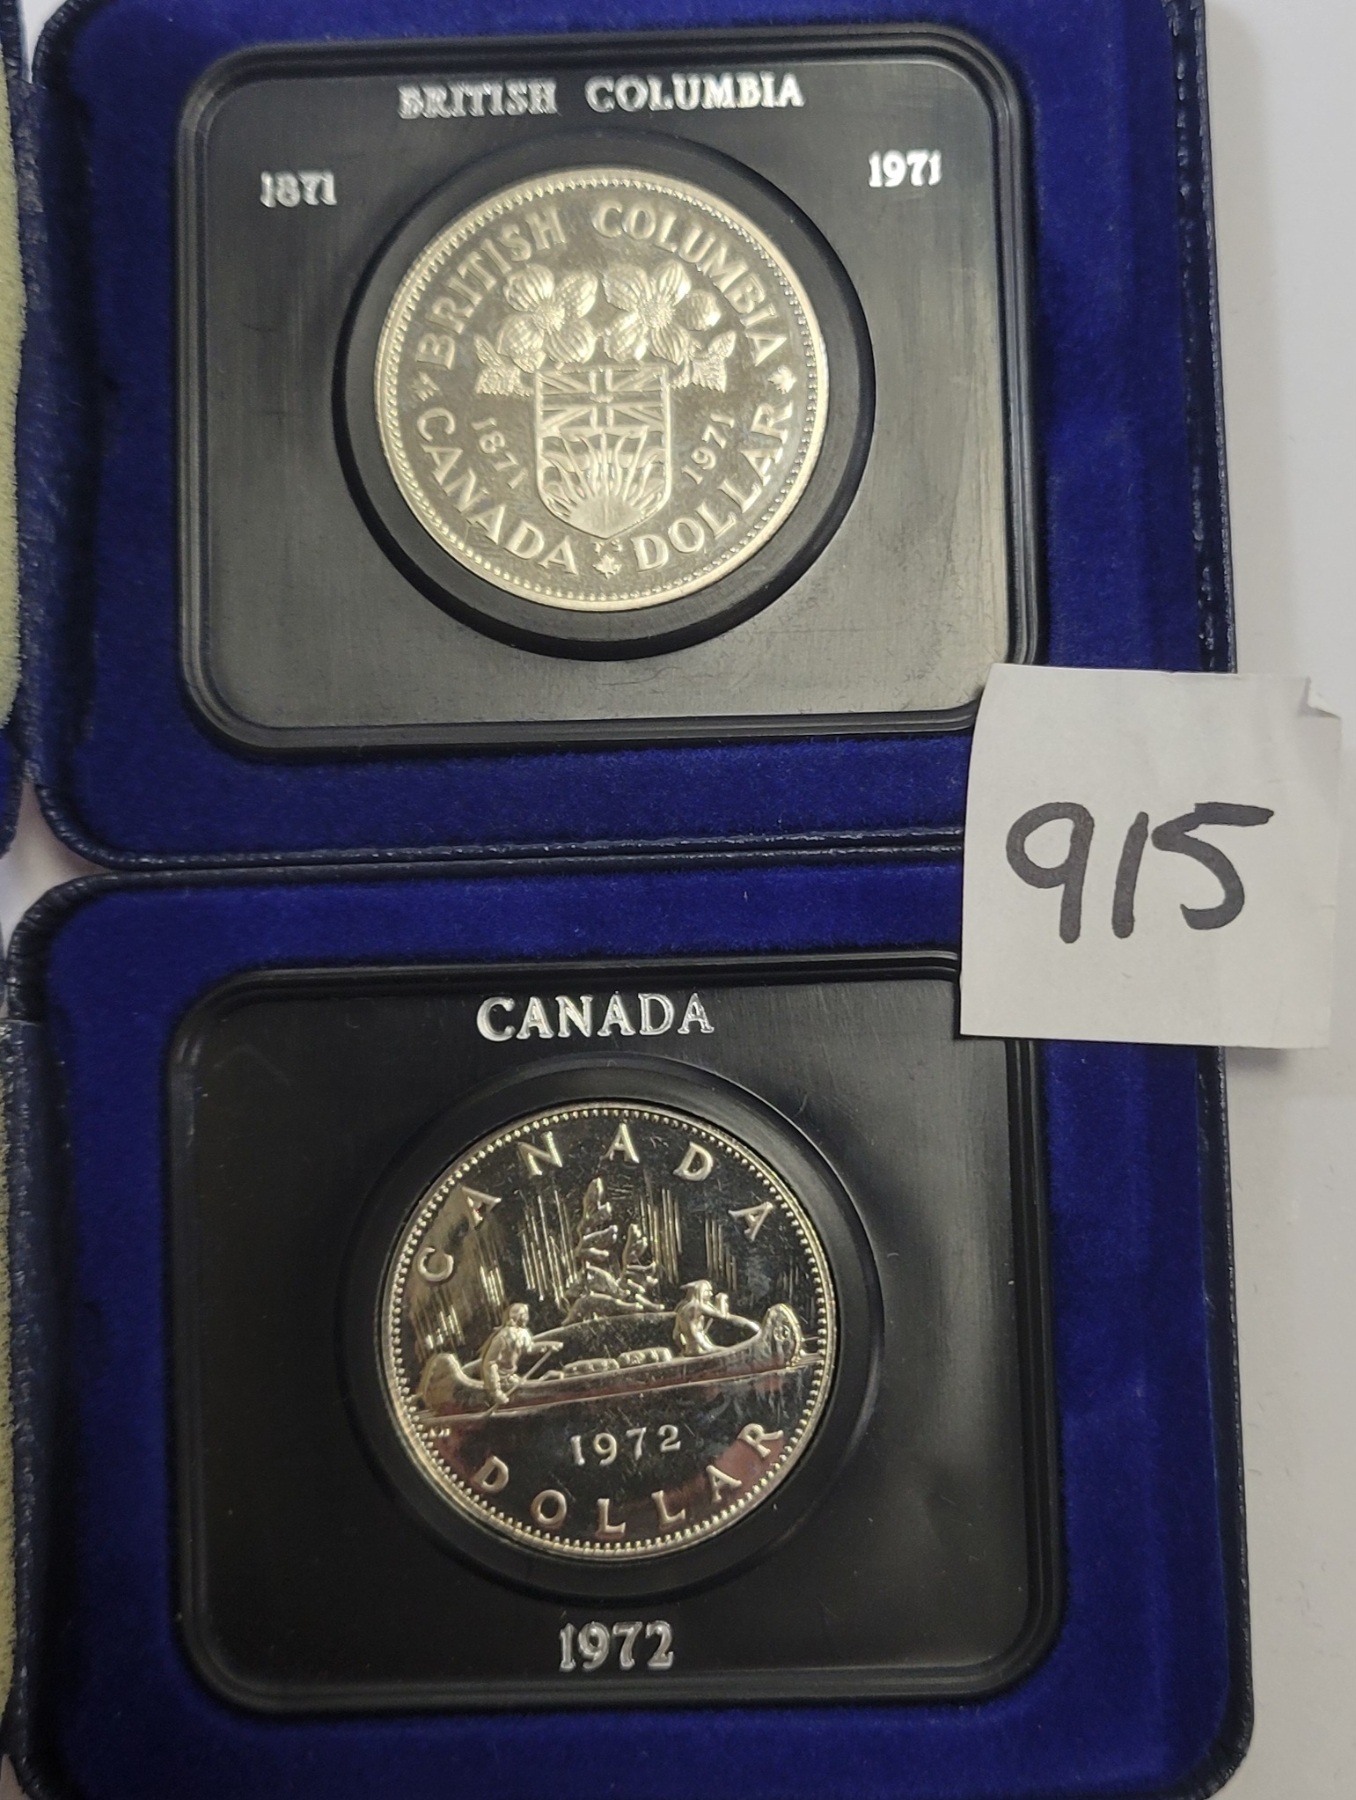 BRITISH COLUMBIA
1871
1971
BRITISH COLUMBIA
1871
1971
CANADA DOLLAR
915
CANADA
CANADA
1972
DOLLAR
1972